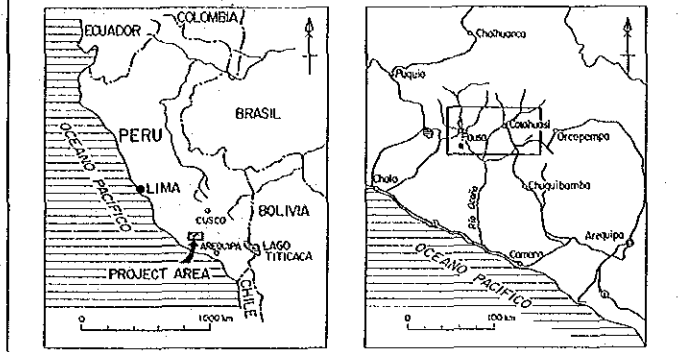 COLOMBIA
ECUADOR
BRASIL
PERU
OCEANO PACIFICO
LIMA
CUSCO
BOLIVIA
AREQUIPA
LAGO
TITICACA
PROJECT AREA
CHILE
0 1000 km
Chalhuanca
Puquio
Pausa
Cotahuasi
Orcopampa
Chala
Chuquibamba
Río Ocoña
Arequipa
Camana
OCEANO PACIFICO
0 100 km